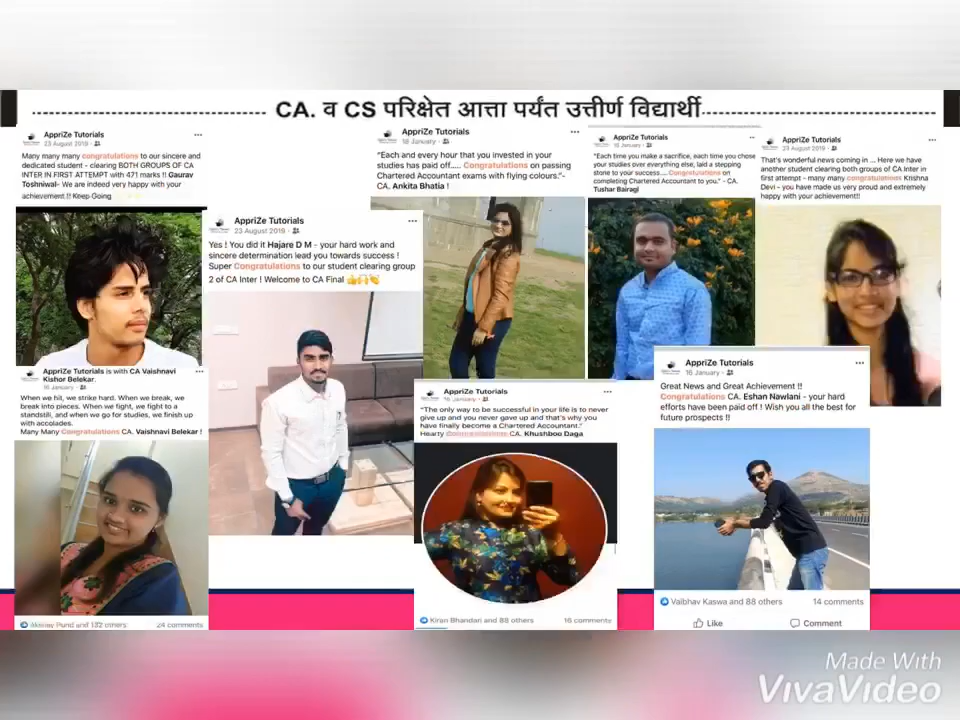 CA. व CS परिक्षेत आत्ता पर्यंत उत्तीर्ण विद्यार्थी
AppriZe Tutorials
23 August 2019
Many many many congratulations to our sincere and
dedicated student - clearing BOTH GROUPS OF CA
INTER IN FIRST ATTEMPT with 471 marks !! Gaurav
Toshniwal- We are indeed very happy with your
achievement !! Keep Going
AppriZe Tutorials
23 August 2019
Yes ! You did it Hajare D M - your hard work and
sincere determination lead you towards success !
Super Congratulations to our student clearing group
2 of CA Inter ! Welcome to CA Final
AppriZe Tutorials
18 January
"Each and every hour that you invested in your
studies has paid off..... Congratulations on passing
Chartered Accountant exams with flying colours."-
CA. Ankita Bhatia !
AppriZe Tutorials
16 January
"Each time you make a sacrifice, each time you chose
your studies over everything else, laid a stepping
stone to your success..... Congratulations on
completing Chartered Accountant to you." - CA.
Tushar Bairagi
AppriZe Tutorials
23 August 2019
That's wonderful news coming in ... Here we have
another student clearing both groups of CA Inter in
first attempt - many many congratulations Krishna
Devi - you have made us very proud and extremely
happy with your achievement!!
AppriZe Tutorials is with CA Vaishnavi
Kishor Belekar.
16 January
When we hit, we strike hard. When we break, we
break into pieces. When we fight, we fight to a
standstill, and when we go for studies, we finish up
with accolades.
Many Many Congratulations CA. Vaishnavi Belekar !
Akshay Pund and 132 others
24 comments
AppriZe Tutorials
16 January
"The only way to be successful in your life is to never
give up and you never gave up and that's why you
have finally become a Chartered Accountant."
Hearty Congratulations CA. Khushboo Daga
Kiran Bhandari and 88 others
16 comments
AppriZe Tutorials
16 January
Great News and Great Achievement !!
Congratulations CA. Eshan Nawlani - your hard
efforts have been paid off ! Wish you all the best for
future prospects !!
Vaibhav Kaswa and 88 others
14 comments
Like
Comment
Made With
VivaVideo